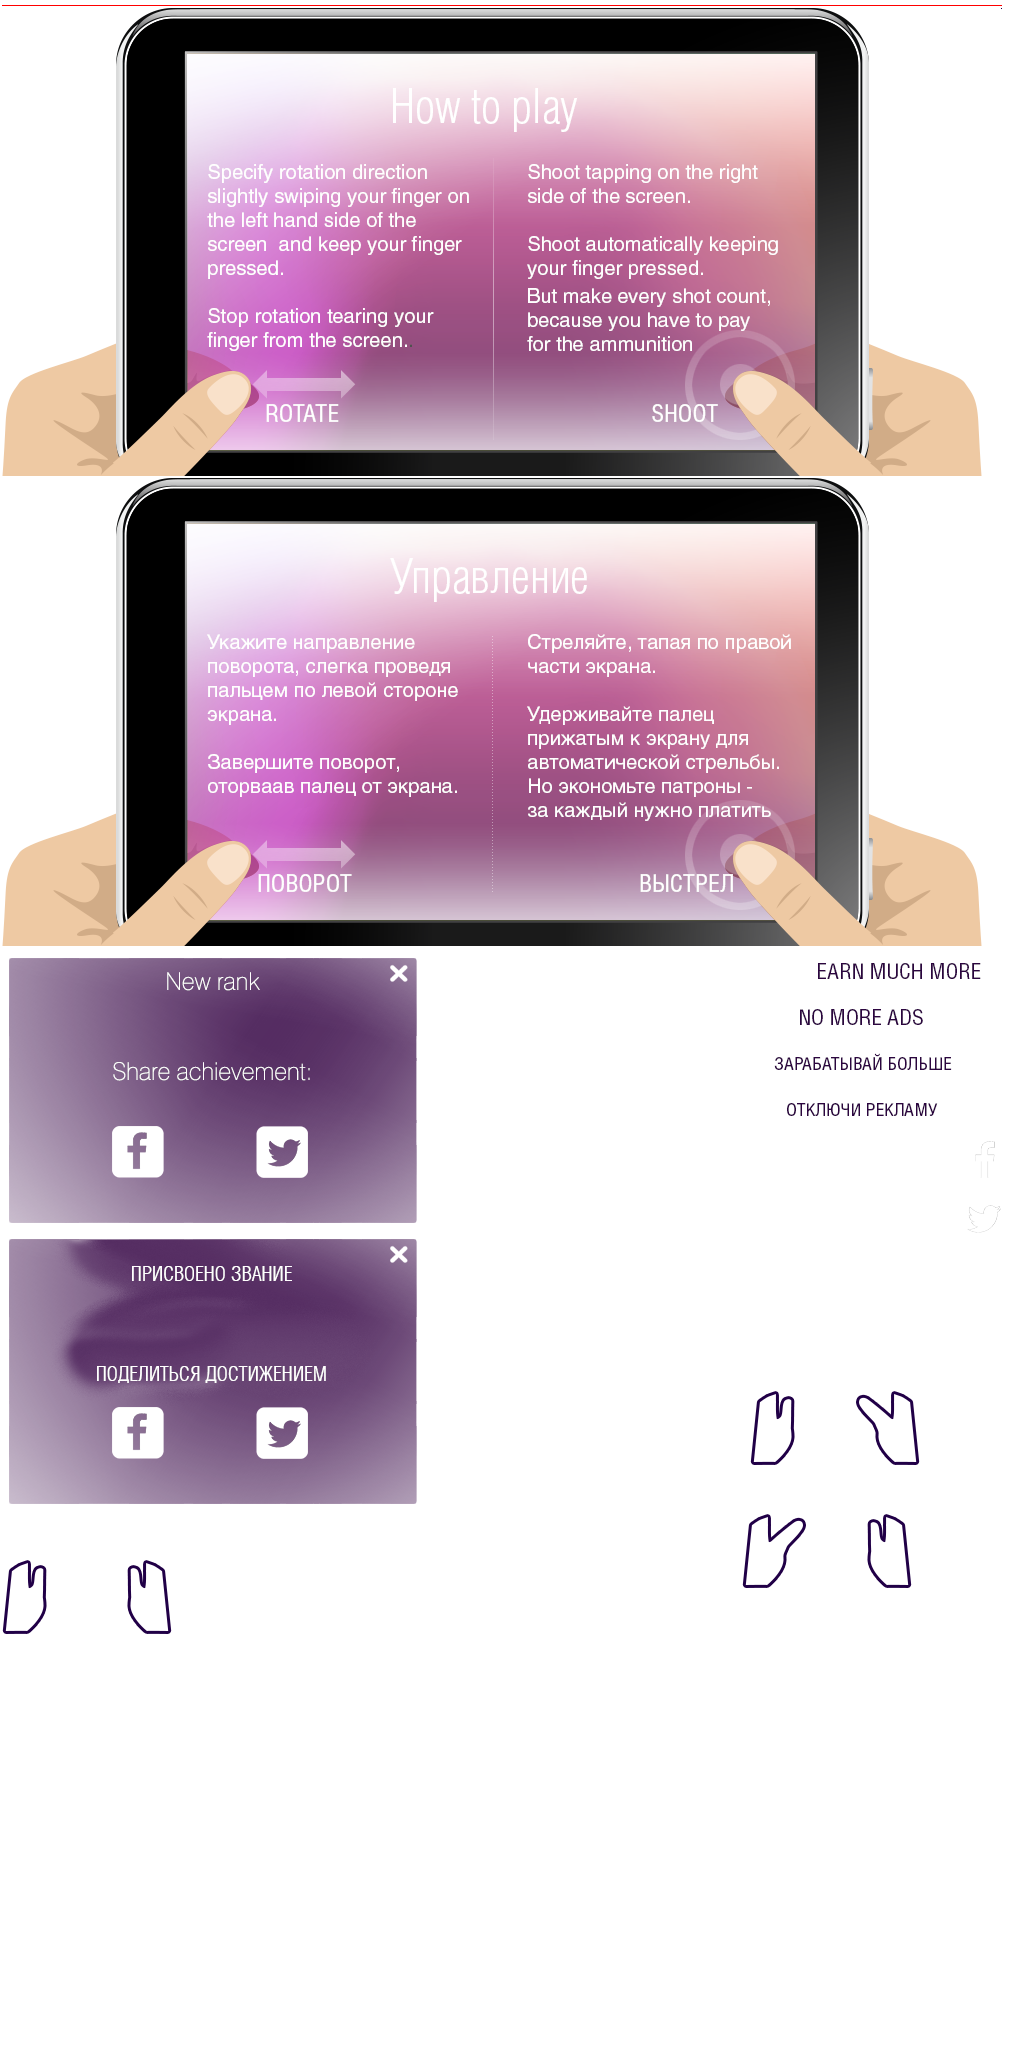 How to play
Specify rotation direction
slightly swiping your finger on
the left hand side of the
screen  and keep your finger
pressed.
Stop rotation tearing your
finger from the screen.
ROTATE
Shoot tapping on the right
side of the screen.
Shoot automatically keeping
your finger pressed.
But make every shot count,
because you have to pay
for the ammunition
SHOOT
Управление
Укажите направление
поворота, слегка проведя
пальцем по левой стороне
экрана.
Завершите поворот,
оторваав палец от экрана.
ПОВОРОТ
Стреляйте, тапая по правой
части экрана.
Удерживайте палец
прижатым к экрану для
автоматической стрельбы.
Но экономьте патроны -
за каждый нужно платить
ВЫСТРЕЛ
New rank
Share achievement:
EARN MUCH MORE
NO MORE ADS
ЗАРАБАТЫВАЙ БОЛЬШЕ
ОТКЛЮЧИ РЕКЛАМУ
ПРИСВОЕНО ЗВАНИЕ
ПОДЕЛИТЬСЯ ДОСТИЖЕНИЕМ